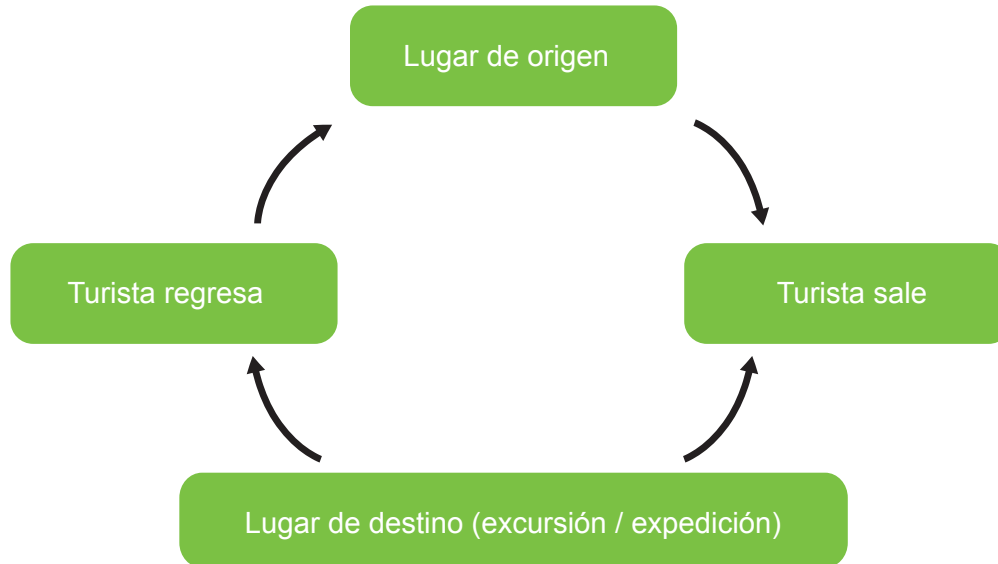 Lugar de origen
Turista regresa
Turista sale
Lugar de destino (excursión / expedición)